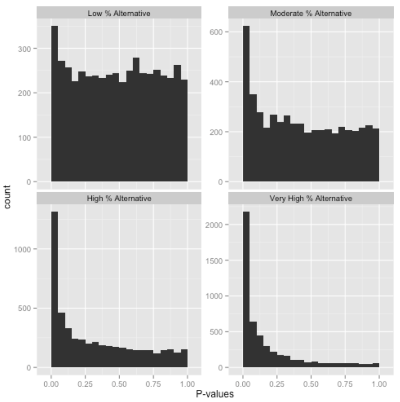 Low % Alternative
Moderate % Alternative
300
200
100
0
600
400
200
0
count
High % Alternative
Very High % Alternative
1000
500
0
2000
1500
1000
500
0
0.00 0.25 0.50 0.75 1.00
0.00 0.25 0.50 0.75 1.00
P-values